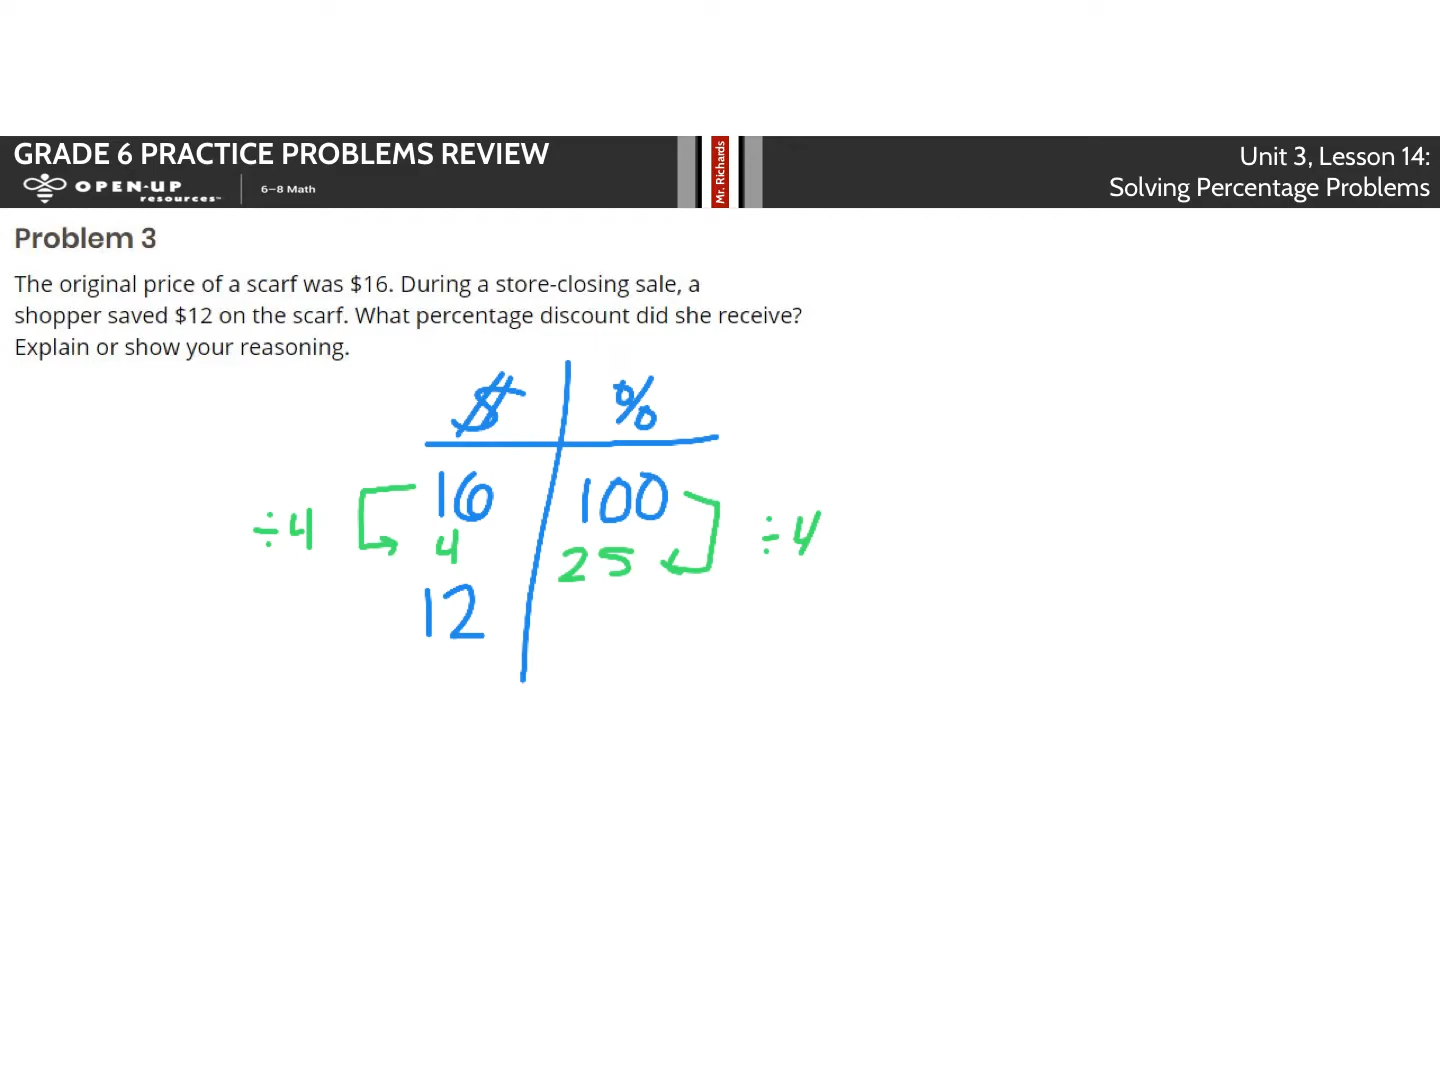 GRADE 6 PRACTICE PROBLEMS REVIEW
OPEN-UP
resources™
6–8 Math
Mr. Richards
Unit 3, Lesson 14:
Solving Percentage Problems
Problem 3
The original price of a scarf was $16. During a store-closing sale, a
shopper saved $12 on the scarf. What percentage discount did she receive?
Explain or show your reasoning.
$ %
16 100
÷4 4 25 ÷4
12